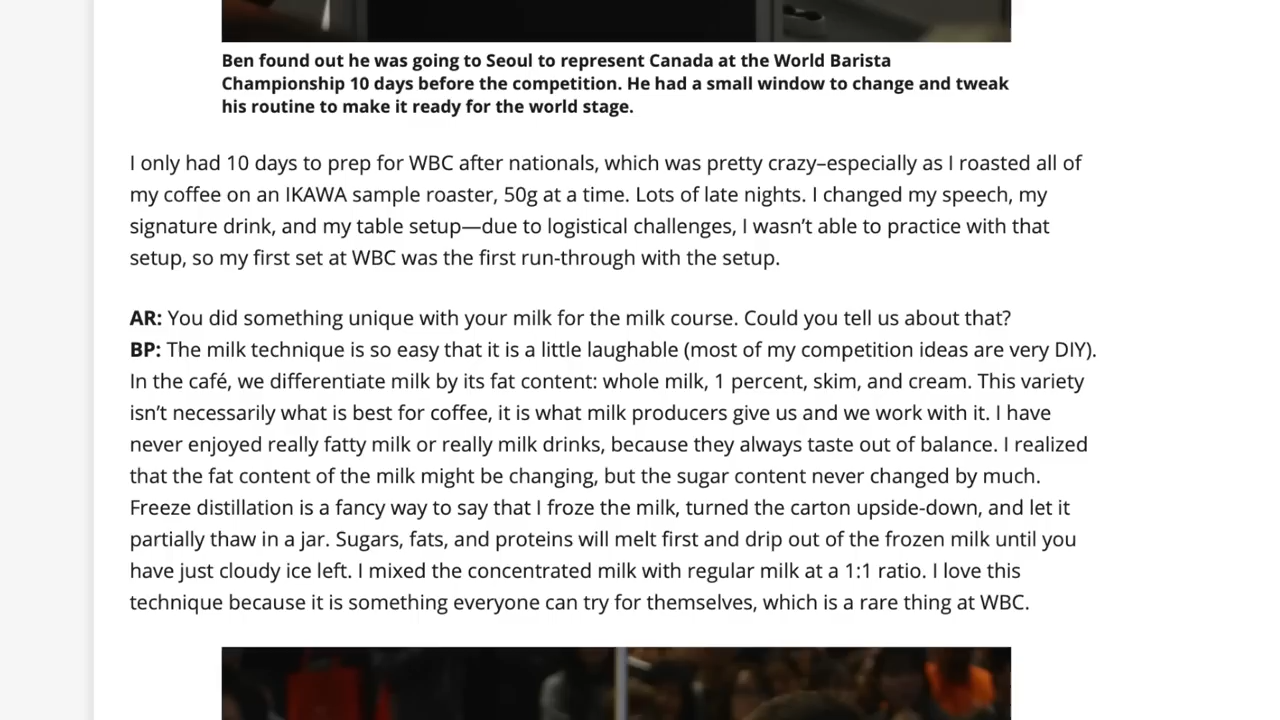 Ben found out he was going to Seoul to represent Canada at the World Barista
Championship 10 days before the competition. He had a small window to change and tweak
his routine to make it ready for the world stage.
I only had 10 days to prep for WBC after nationals, which was pretty crazy–especially as I roasted all of
my coffee on an IKAWA sample roaster, 50g at a time. Lots of late nights. I changed my speech, my
signature drink, and my table setup—due to logistical challenges, I wasn’t able to practice with that
setup, so my first set at WBC was the first run-through with the setup.
AR: You did something unique with your milk for the milk course. Could you tell us about that?
BP: The milk technique is so easy that it is a little laughable (most of my competition ideas are very DIY).
In the café, we differentiate milk by its fat content: whole milk, 1 percent, skim, and cream. This variety
isn’t necessarily what is best for coffee, it is what milk producers give us and we work with it. I have
never enjoyed really fatty milk or really milk drinks, because they always taste out of balance. I realized
that the fat content of the milk might be changing, but the sugar content never changed by much.
Freeze distillation is a fancy way to say that I froze the milk, turned the carton upside-down, and let it
partially thaw in a jar. Sugars, fats, and proteins will melt first and drip out of the frozen milk until you
have just cloudy ice left. I mixed the concentrated milk with regular milk at a 1:1 ratio. I love this
technique because it is something everyone can try for themselves, which is a rare thing at WBC.